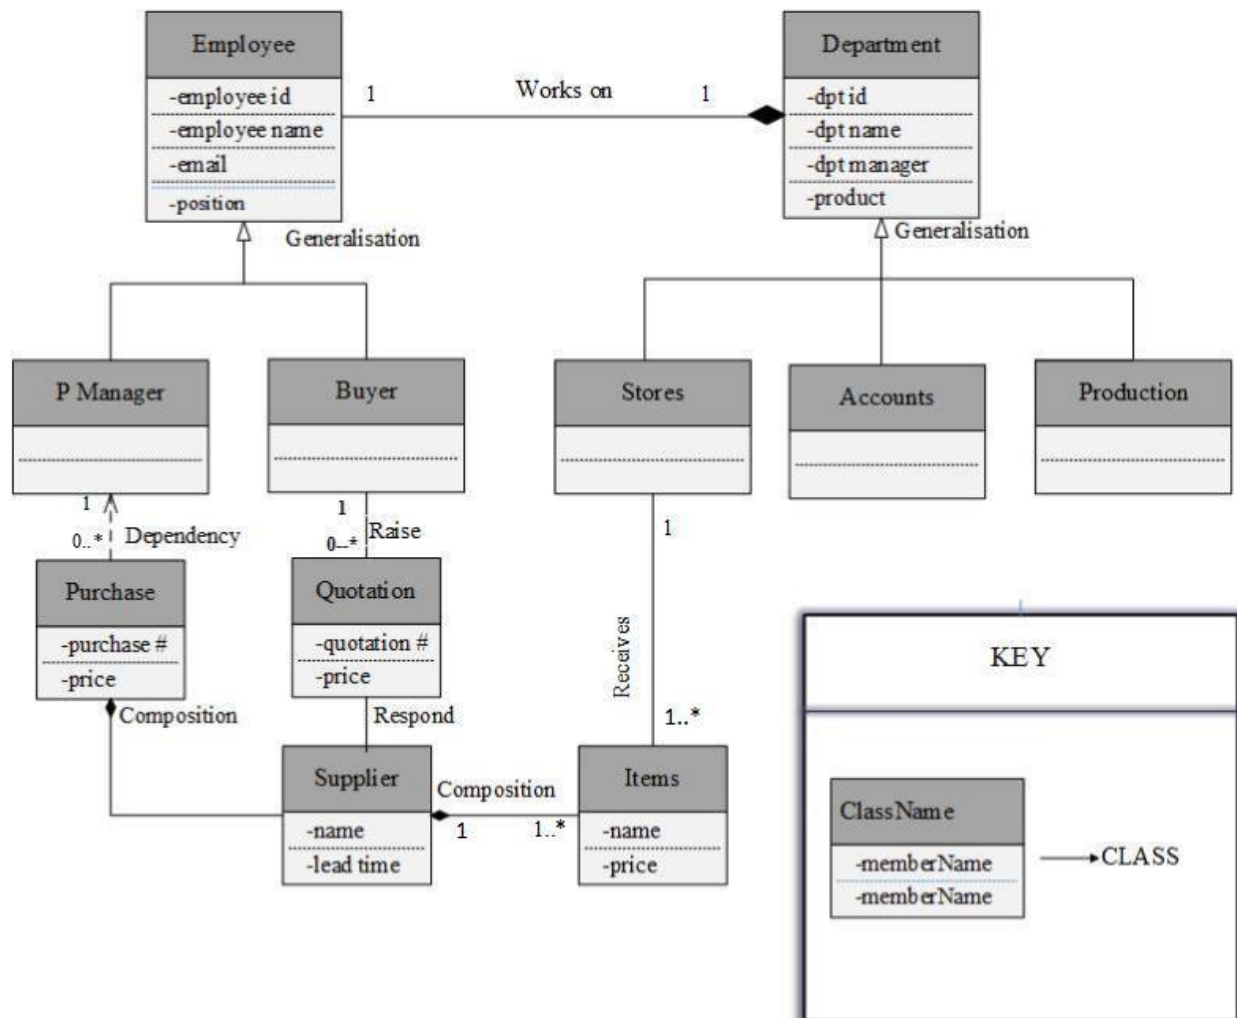 Employee
-employee id
-employee name
-email
-position
1
Works on
1
Department
-dpt id
-dpt name
-dpt manager
-product
Generalisation
Generalisation
P Manager
Buyer
Stores
Accounts
Production
1
0..*
Dependency
1
0--*
Raise
1
Receives
1..*
Purchase
-purchase #
-price
Quotation
-quotation #
-price
Composition
Respond
Supplier
-name
-lead time
Composition
1
1..*
Items
-name
-price
KEY
ClassName
-memberName
-memberName
CLASS